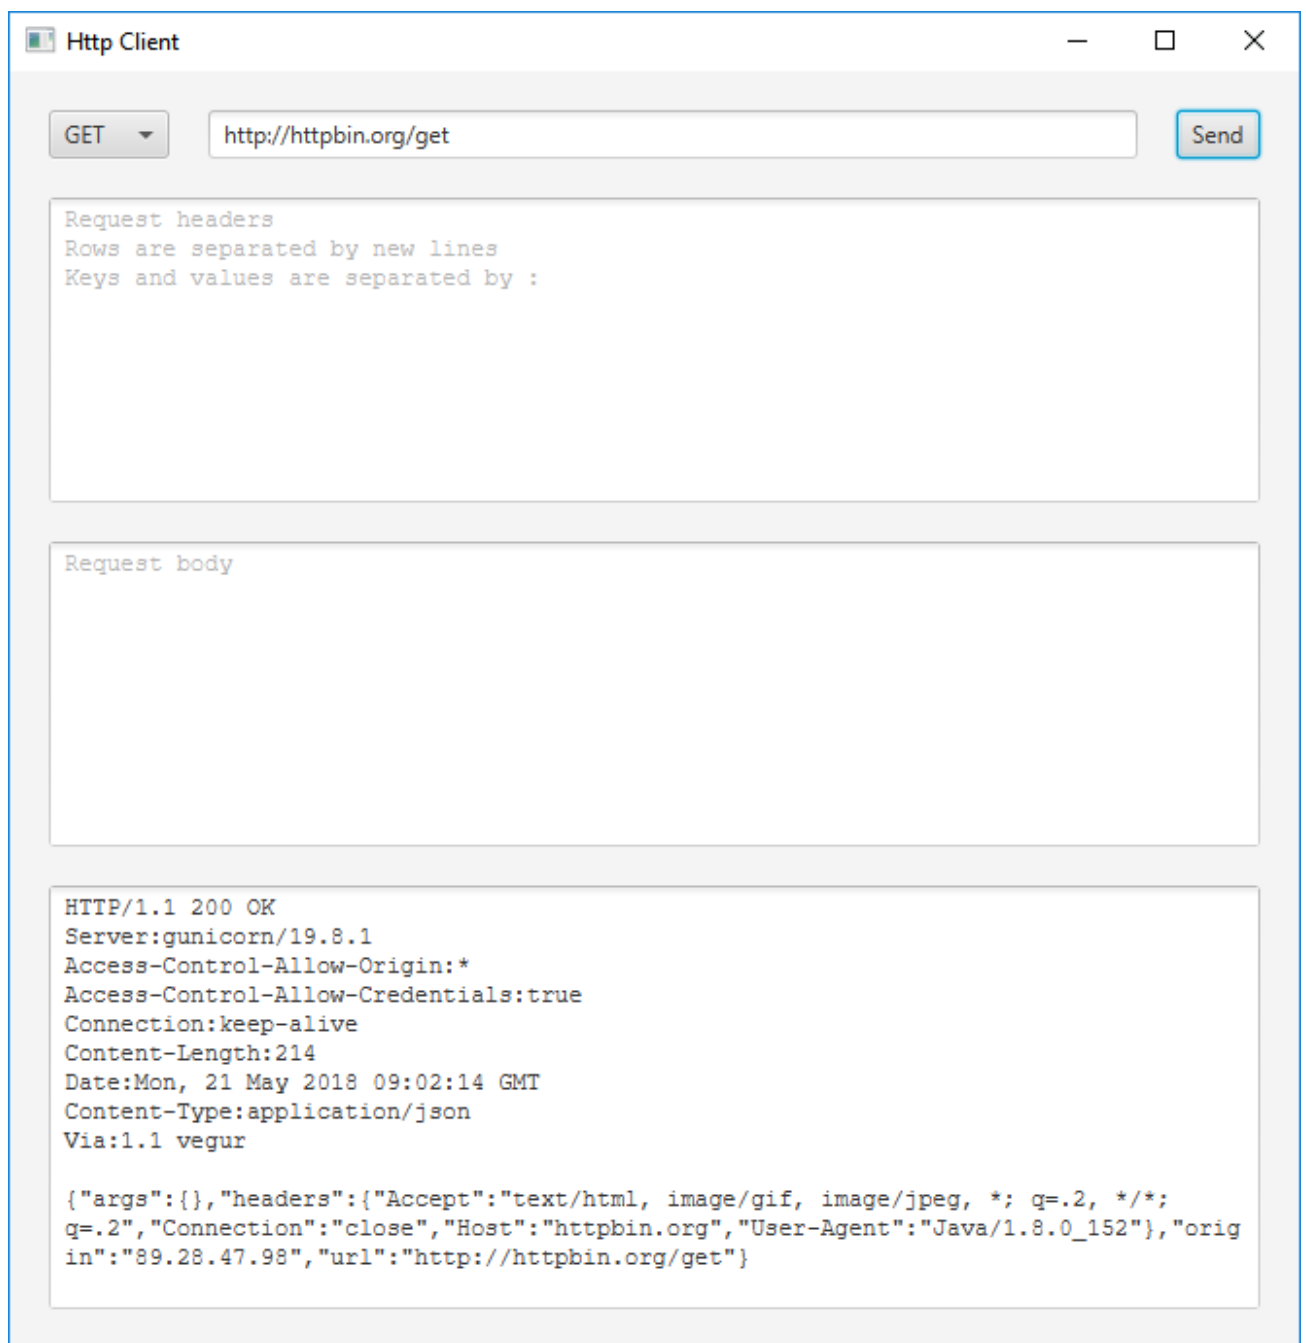 Http Client
GET http://httpbin.org/get Send
Request headers
Rows are separated by new lines
Keys and values are separated by :
Request body
HTTP/1.1 200 OK
Server:gunicorn/19.8.1
Access-Control-Allow-Origin:*
Access-Control-Allow-Credentials:true
Connection:keep-alive
Content-Length:214
Date:Mon, 21 May 2018 09:02:14 GMT
Content-Type:application/json
Via:1.1 vegur
{"args":{},"headers":{"Accept":"text/html, image/gif, image/jpeg, *; q=.2, */*;
q=.2","Connection":"close","Host":"httpbin.org","User-Agent":"Java/1.8.0_152"},"orig
in":"89.28.47.98","url":"http://httpbin.org/get"}